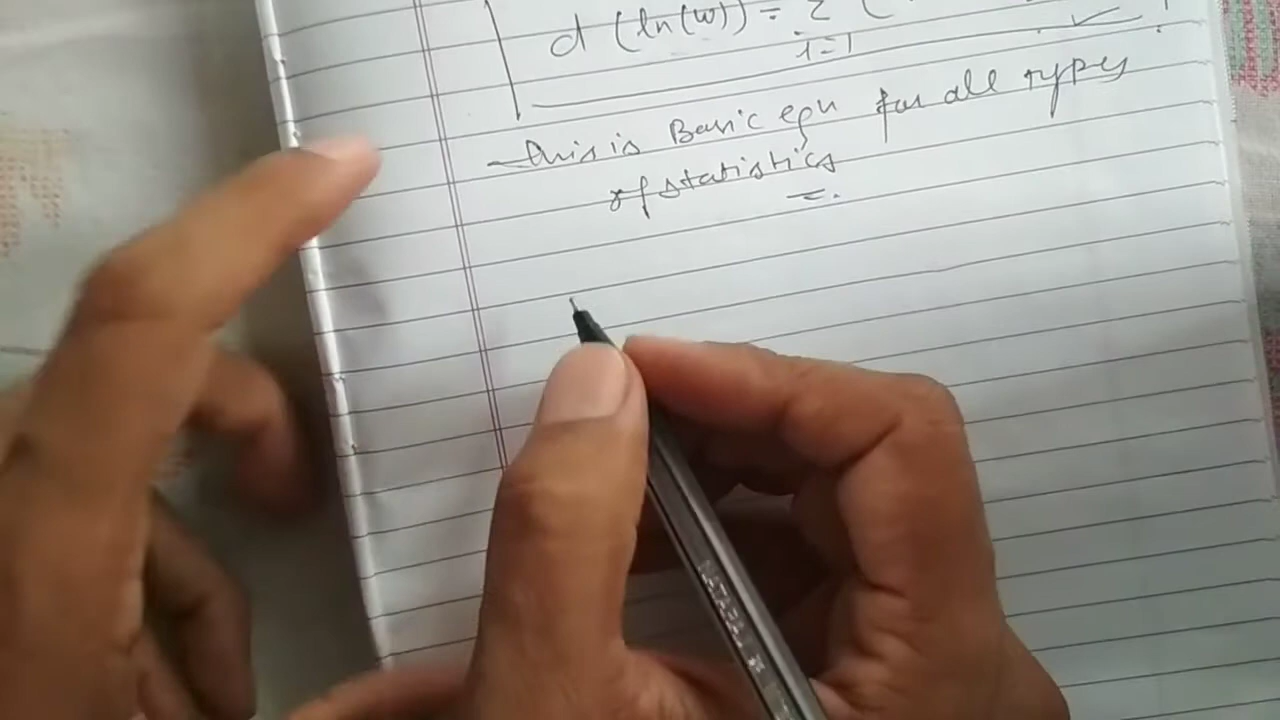 d (ln(w)) = Σ (
i=1
this is Basic eqn for all types
of statistics